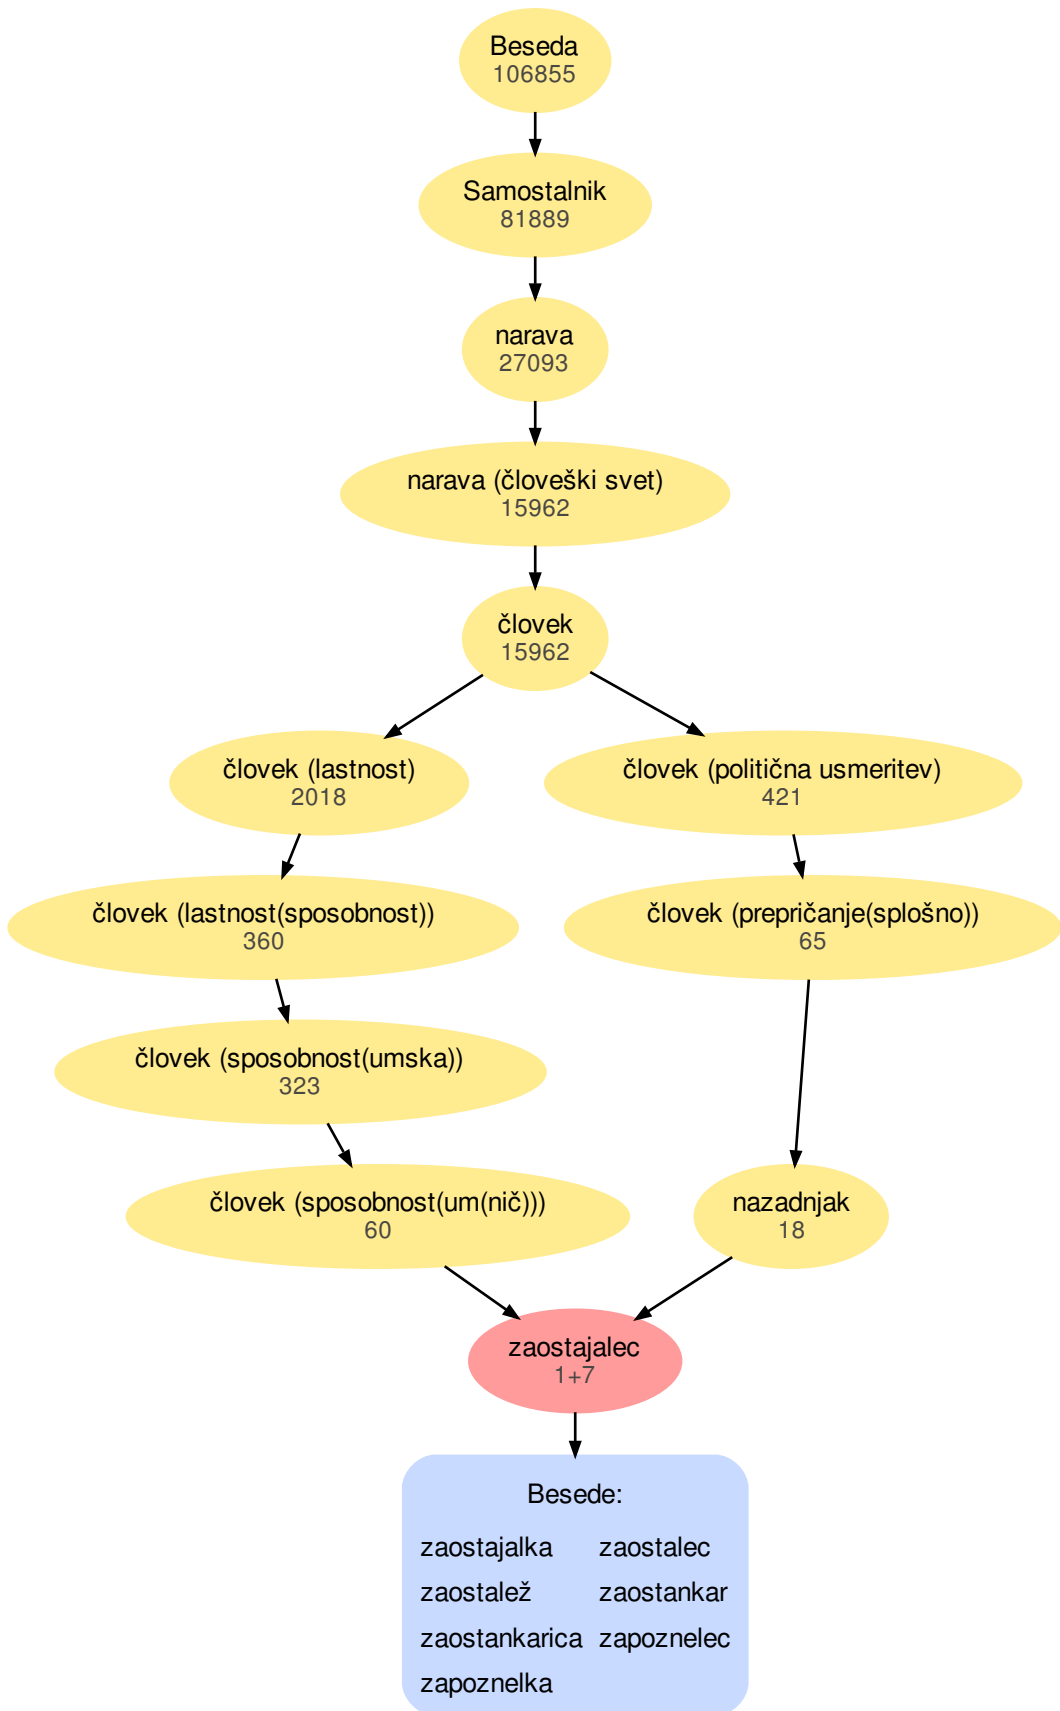 Beseda
106855
Samostalnik
81889
narava
27093
narava (človeški svet)
15962
človek
15962
človek (lastnost)
2018
človek (politična usmeritev)
421
človek (lastnost(sposobnost))
360
človek (prepričanje(splošno))
65
človek (sposobnost(umska))
323
človek (sposobnost(um(nič)))
60
nazadnjak
18
zaostajalec
1+7
Besede:
zaostajalka zaostalec
zaostalež zaostankar
zaostankarica zapoznelec
zapoznelka